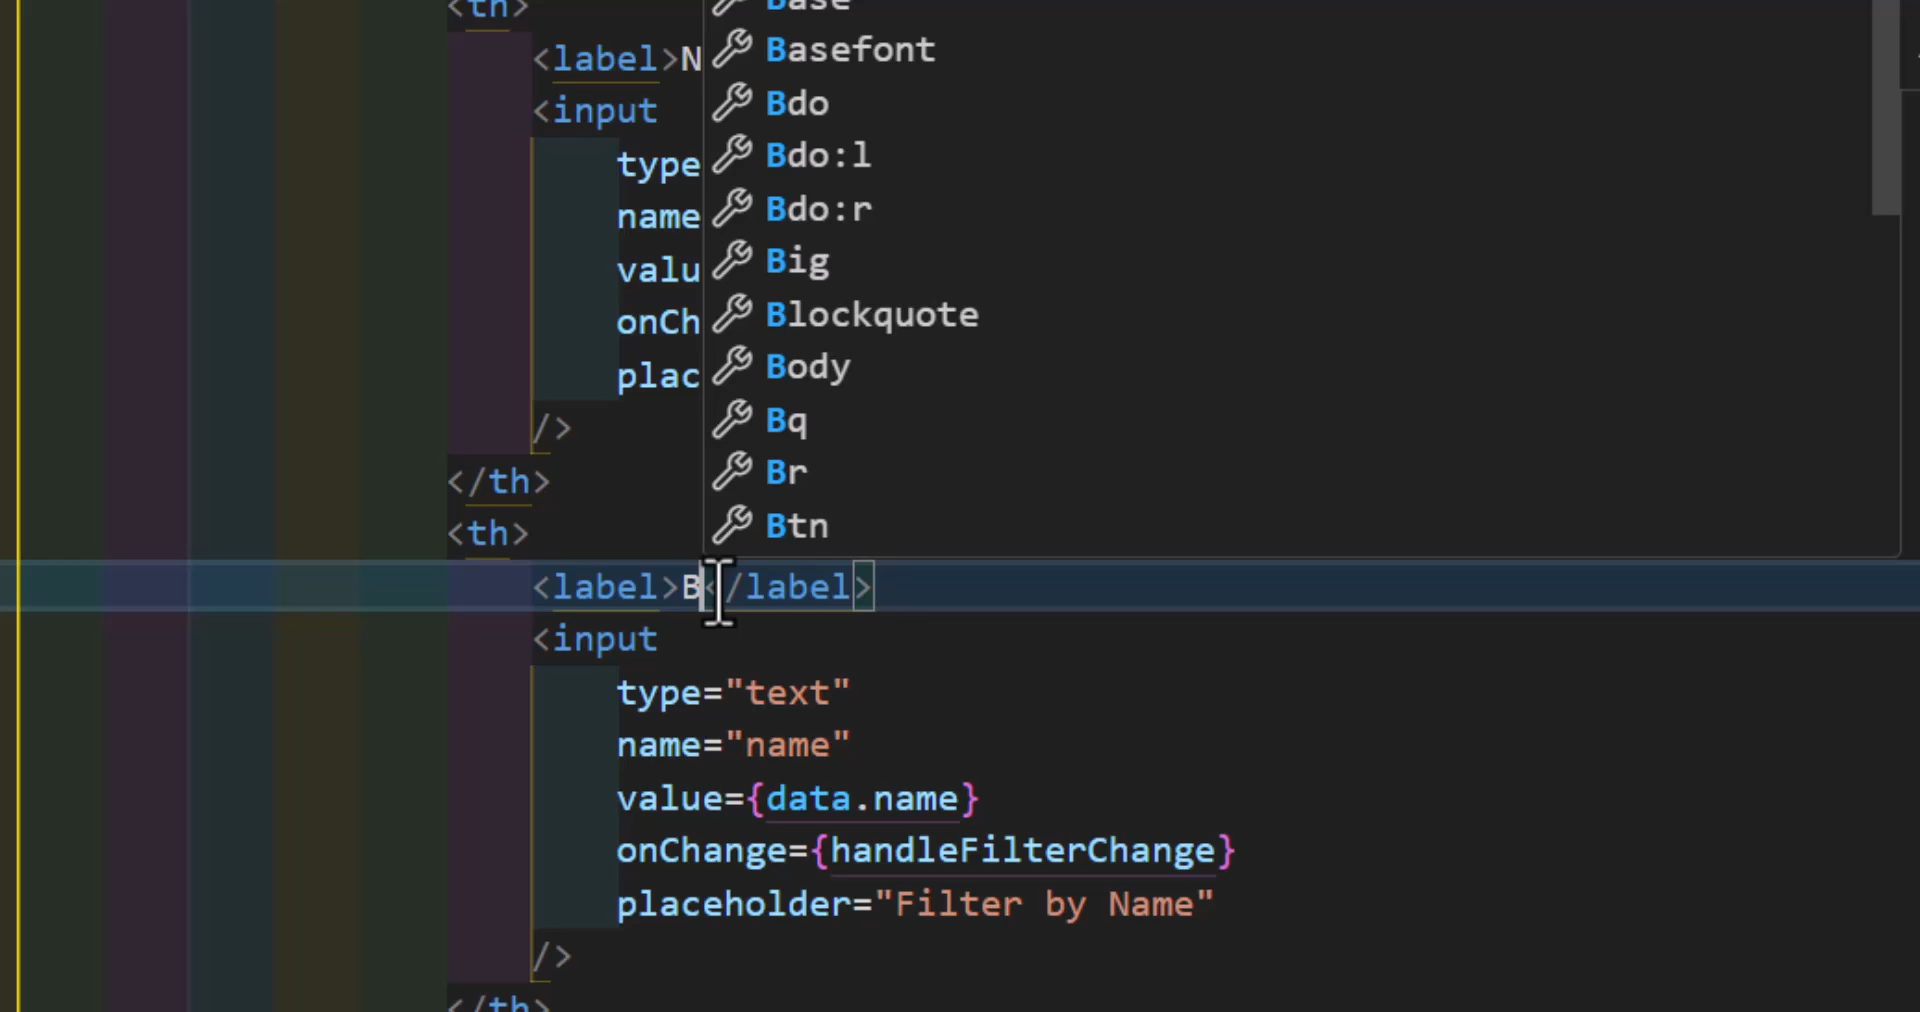 <th>
Base
<label>N
Basefont
<input
Bdo
type
Bdo:l
name
Bdo:r
valu
Big
onCh
Blockquote
plac
Body
/>
Bq
</th>
Br
<th>
Btn
<label>B</label>
<input
type="text"
name="name"
value={data.name}
onChange={handleFilterChange}
placeholder="Filter by Name"
/>
</th>